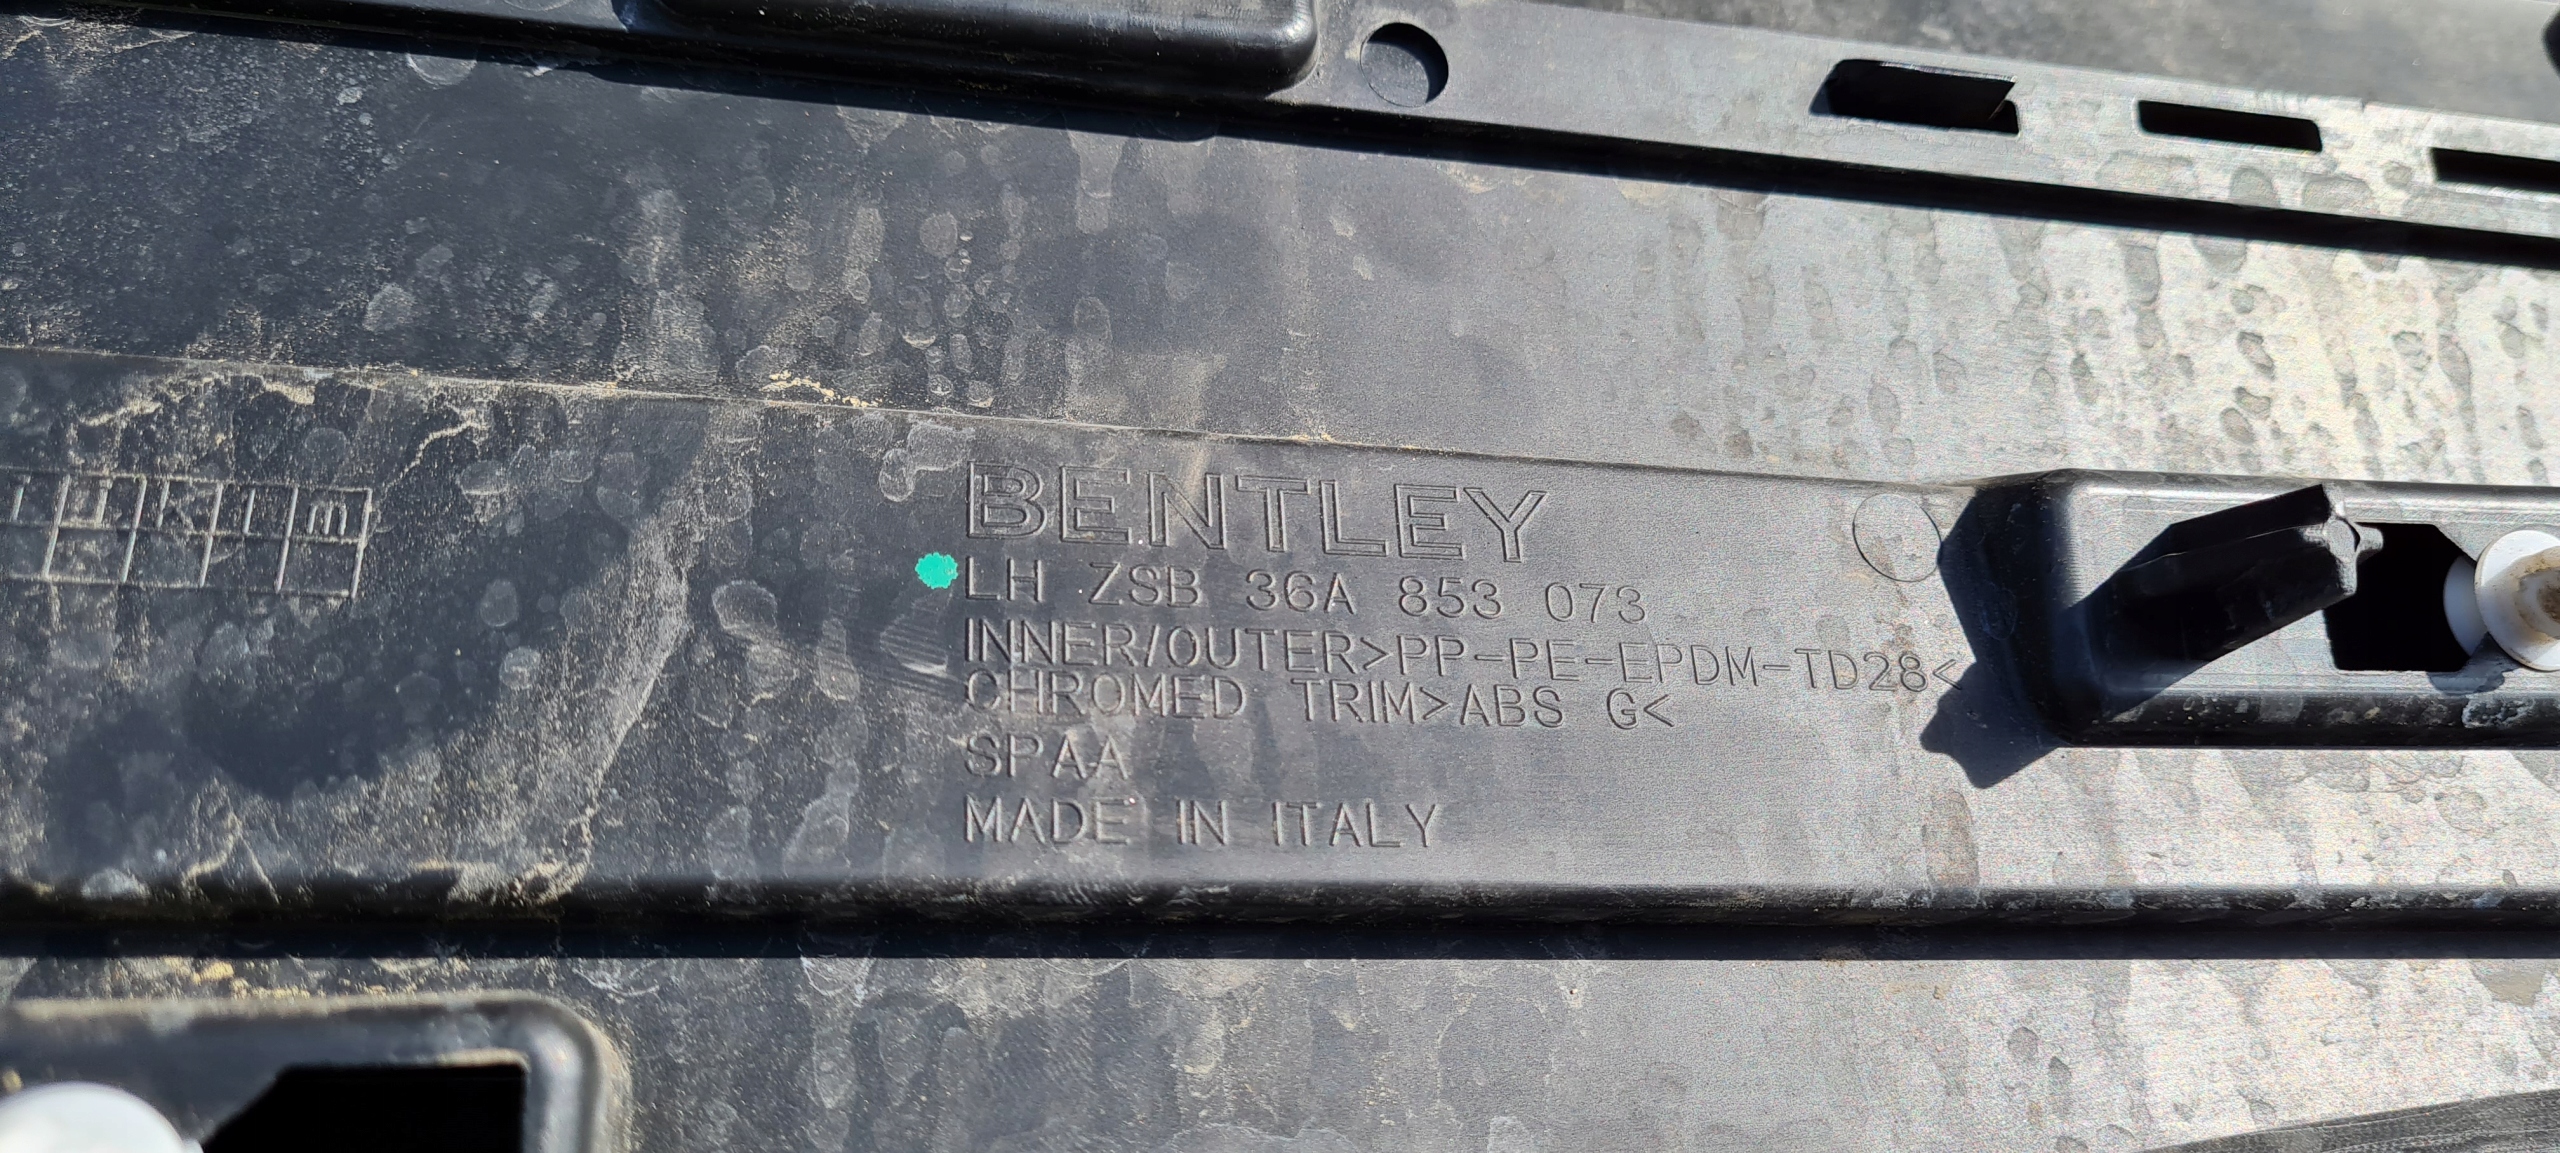 BENTLEY
LH ZSB 36A 853 073
INNER/OUTER>PP-PE-EPDM-TD28<
CHROMED TRIM>ABS G<
SPAA
MADE IN ITALY